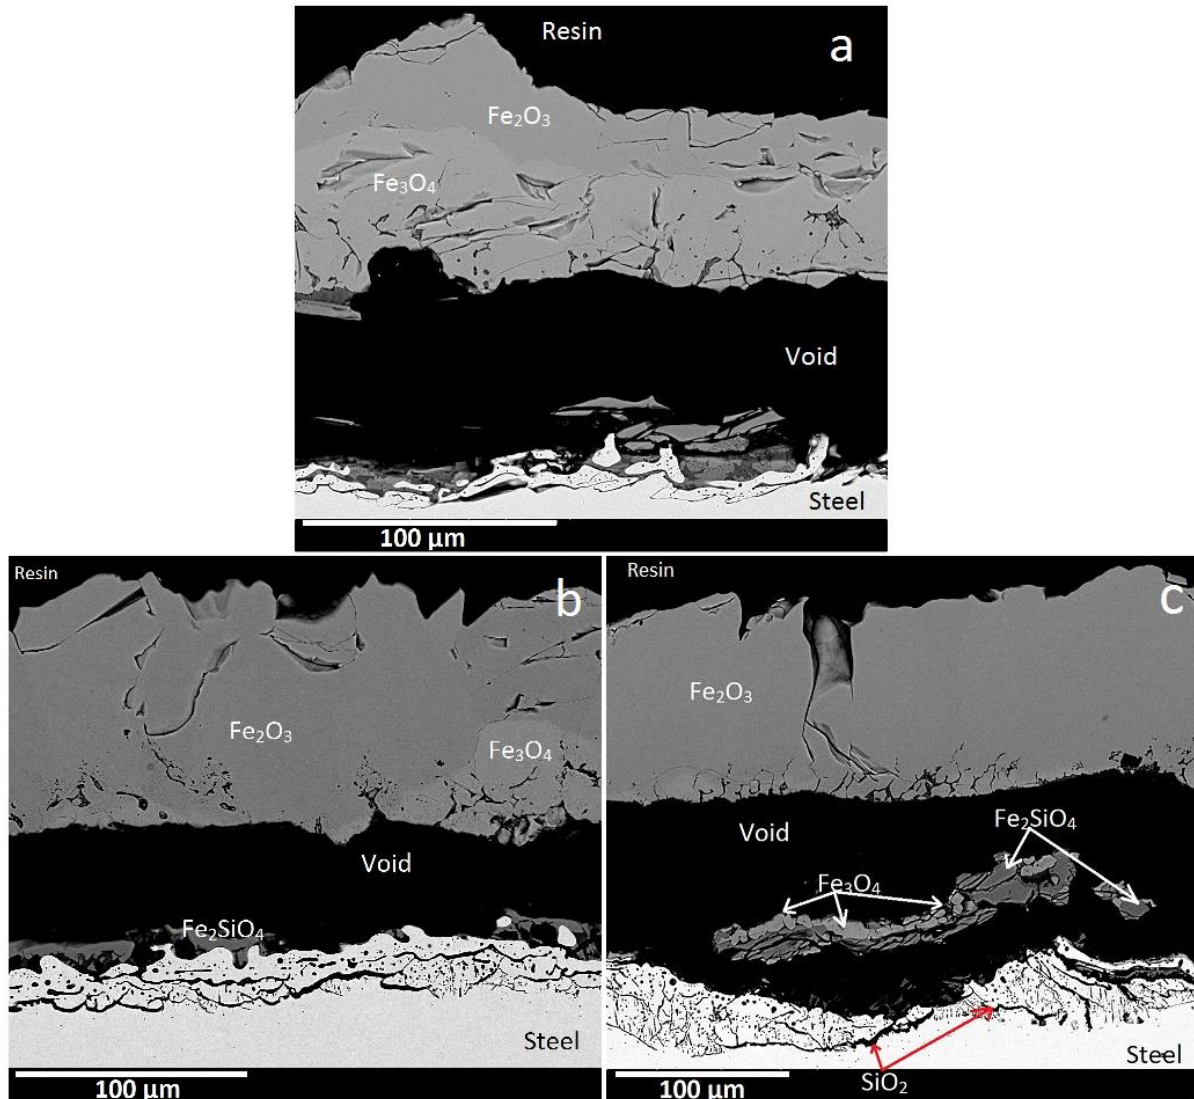 Resin
a
Fe₂O₃
Fe₃O₄
Void
Steel
100 µm
Resin
b
Fe₂O₃
Fe₃O₄
Void
Fe₂SiO₄
Steel
100 µm
Resin
c
Fe₂O₃
Void
Fe₂SiO₄
Fe₃O₄
Steel
SiO₂
100 µm